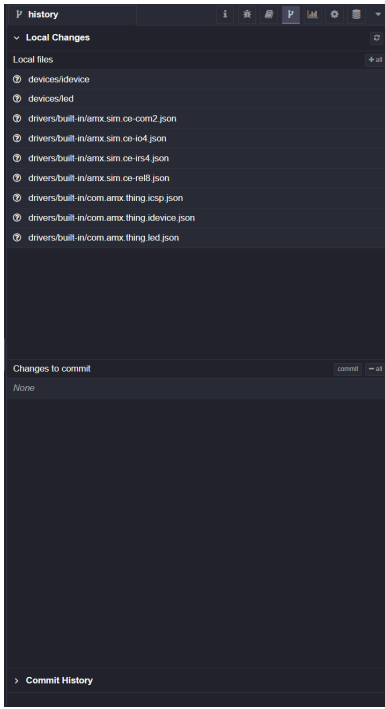 history
Local Changes
Local files
+ all
devices/idevice
devices/led
drivers/built-in/amx.sim.ce-com2.json
drivers/built-in/amx.sim.ce-io4.json
drivers/built-in/amx.sim.ce-irs4.json
drivers/built-in/amx.sim.ce-rel8.json
drivers/built-in/com.amx.thing.icsp.json
drivers/built-in/com.amx.thing.idevice.json
drivers/built-in/com.amx.thing.led.json
Changes to commit
commit
− all
None
Commit History